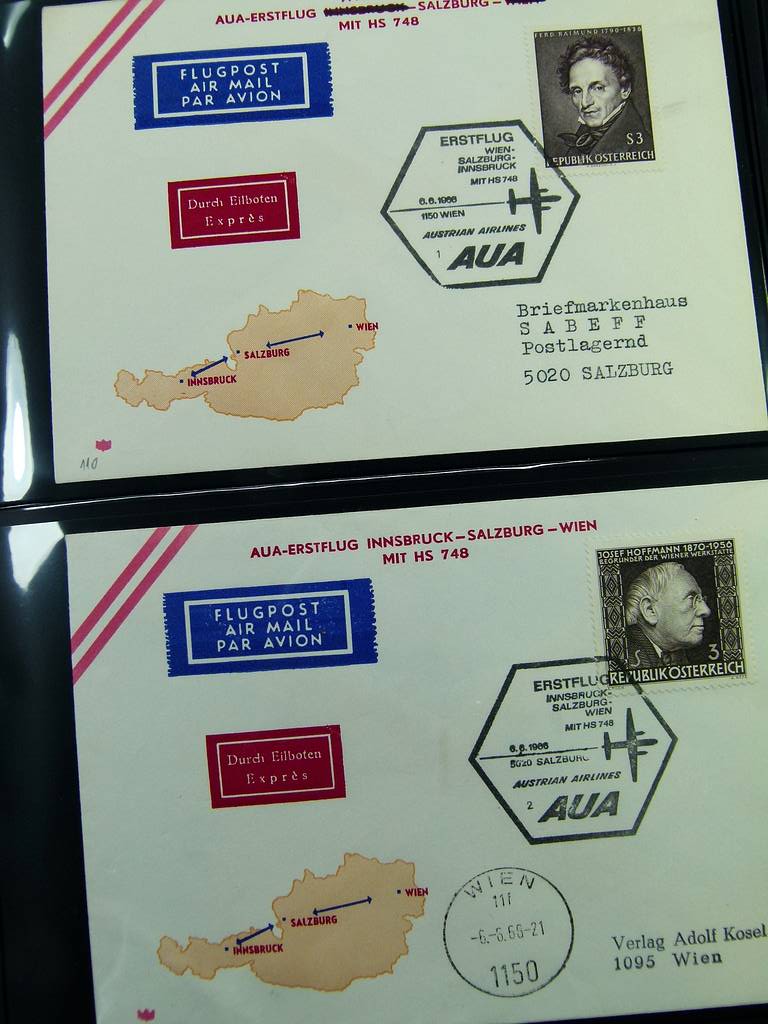 AUA-ERSTFLUG INNSBRUCK-SALZBURG-WIEN
MIT HS 748
FLUGPOST
AIR MAIL
PAR AVION
FERD. RAIMUND 1790-1836
S3
REPUBLIK ÖSTERREICH
ERSTFLUG
WIEN-
SALZBURG-
INNSBRUCK
MIT HS 748
6.6.1966
1150 WIEN
AUSTRIAN AIRLINES
1
AUA
Durch Eilboten
Exprès
WIEN
SALZBURG
INNSBRUCK
Briefmarkenhaus
S A B E F F
Postlagernd
5020 SALZBURG
110
AUA-ERSTFLUG INNSBRUCK-SALZBURG-WIEN
MIT HS 748
FLUGPOST
AIR MAIL
PAR AVION
JOSEF HOFFMANN 1870-1956
BEGRÜNDER DER WIENER WERKSTÄTTE
S 3
REPUBLIK ÖSTERREICH
ERSTFLUG
INNSBRUCK-
SALZBURG-
WIEN
MIT HS 748
6.6.1966
5020 SALZBURG
AUSTRIAN AIRLINES
2
AUA
Durch Eilboten
Exprès
WIEN
SALZBURG
INNSBRUCK
WIEN
11f
-6.-6.66-21
1150
Verlag Adolf Kosel
1095 Wien